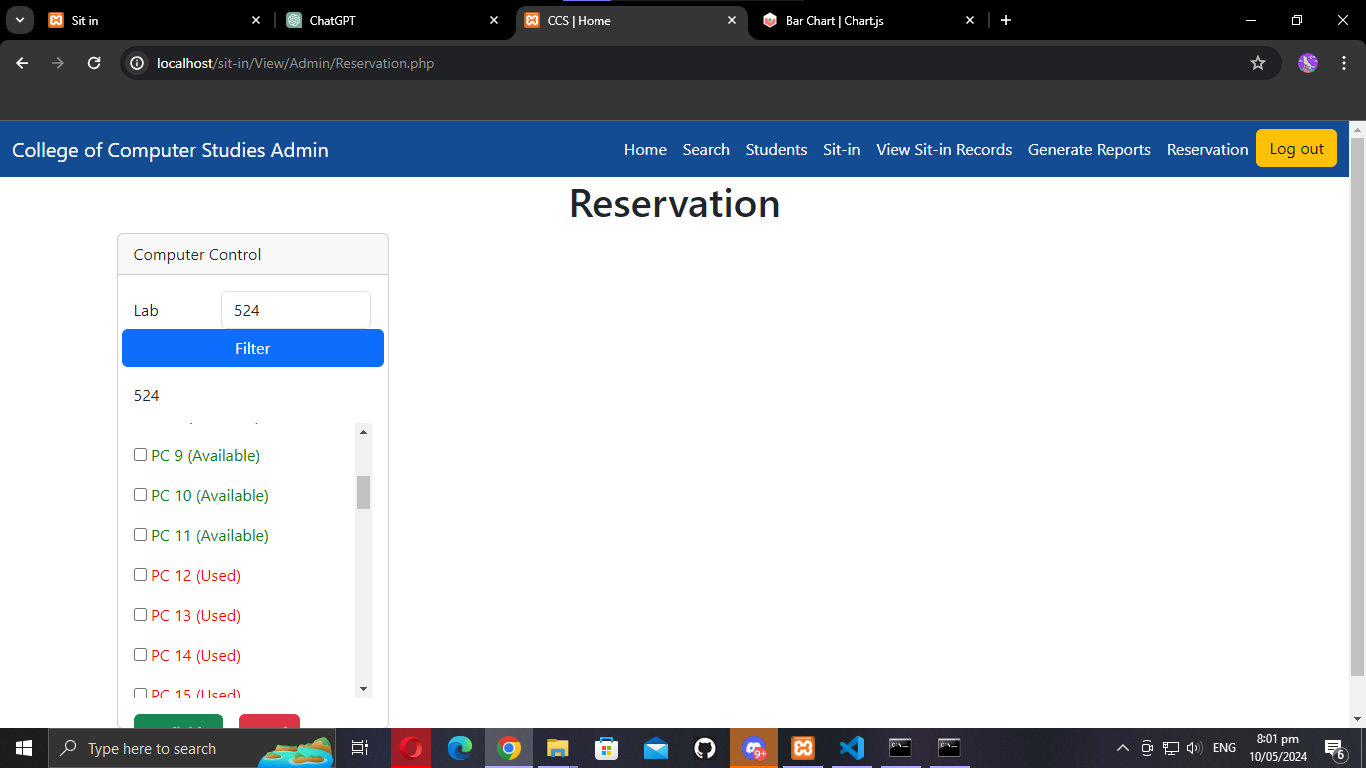 Sit in
ChatGPT
CCS | Home
Bar Chart | Chart.js
localhost/sit-in/View/Admin/Reservation.php
College of Computer Studies Admin
Home
Search
Students
Sit-in
View Sit-in Records
Generate Reports
Reservation
Log out
Reservation
Computer Control
Lab
524
Filter
524
PC 9 (Available)
PC 10 (Available)
PC 11 (Available)
PC 12 (Used)
PC 13 (Used)
PC 14 (Used)
PC 15 (Used)
Type here to search
9+
ENG
8:01 pm
10/05/2024
6